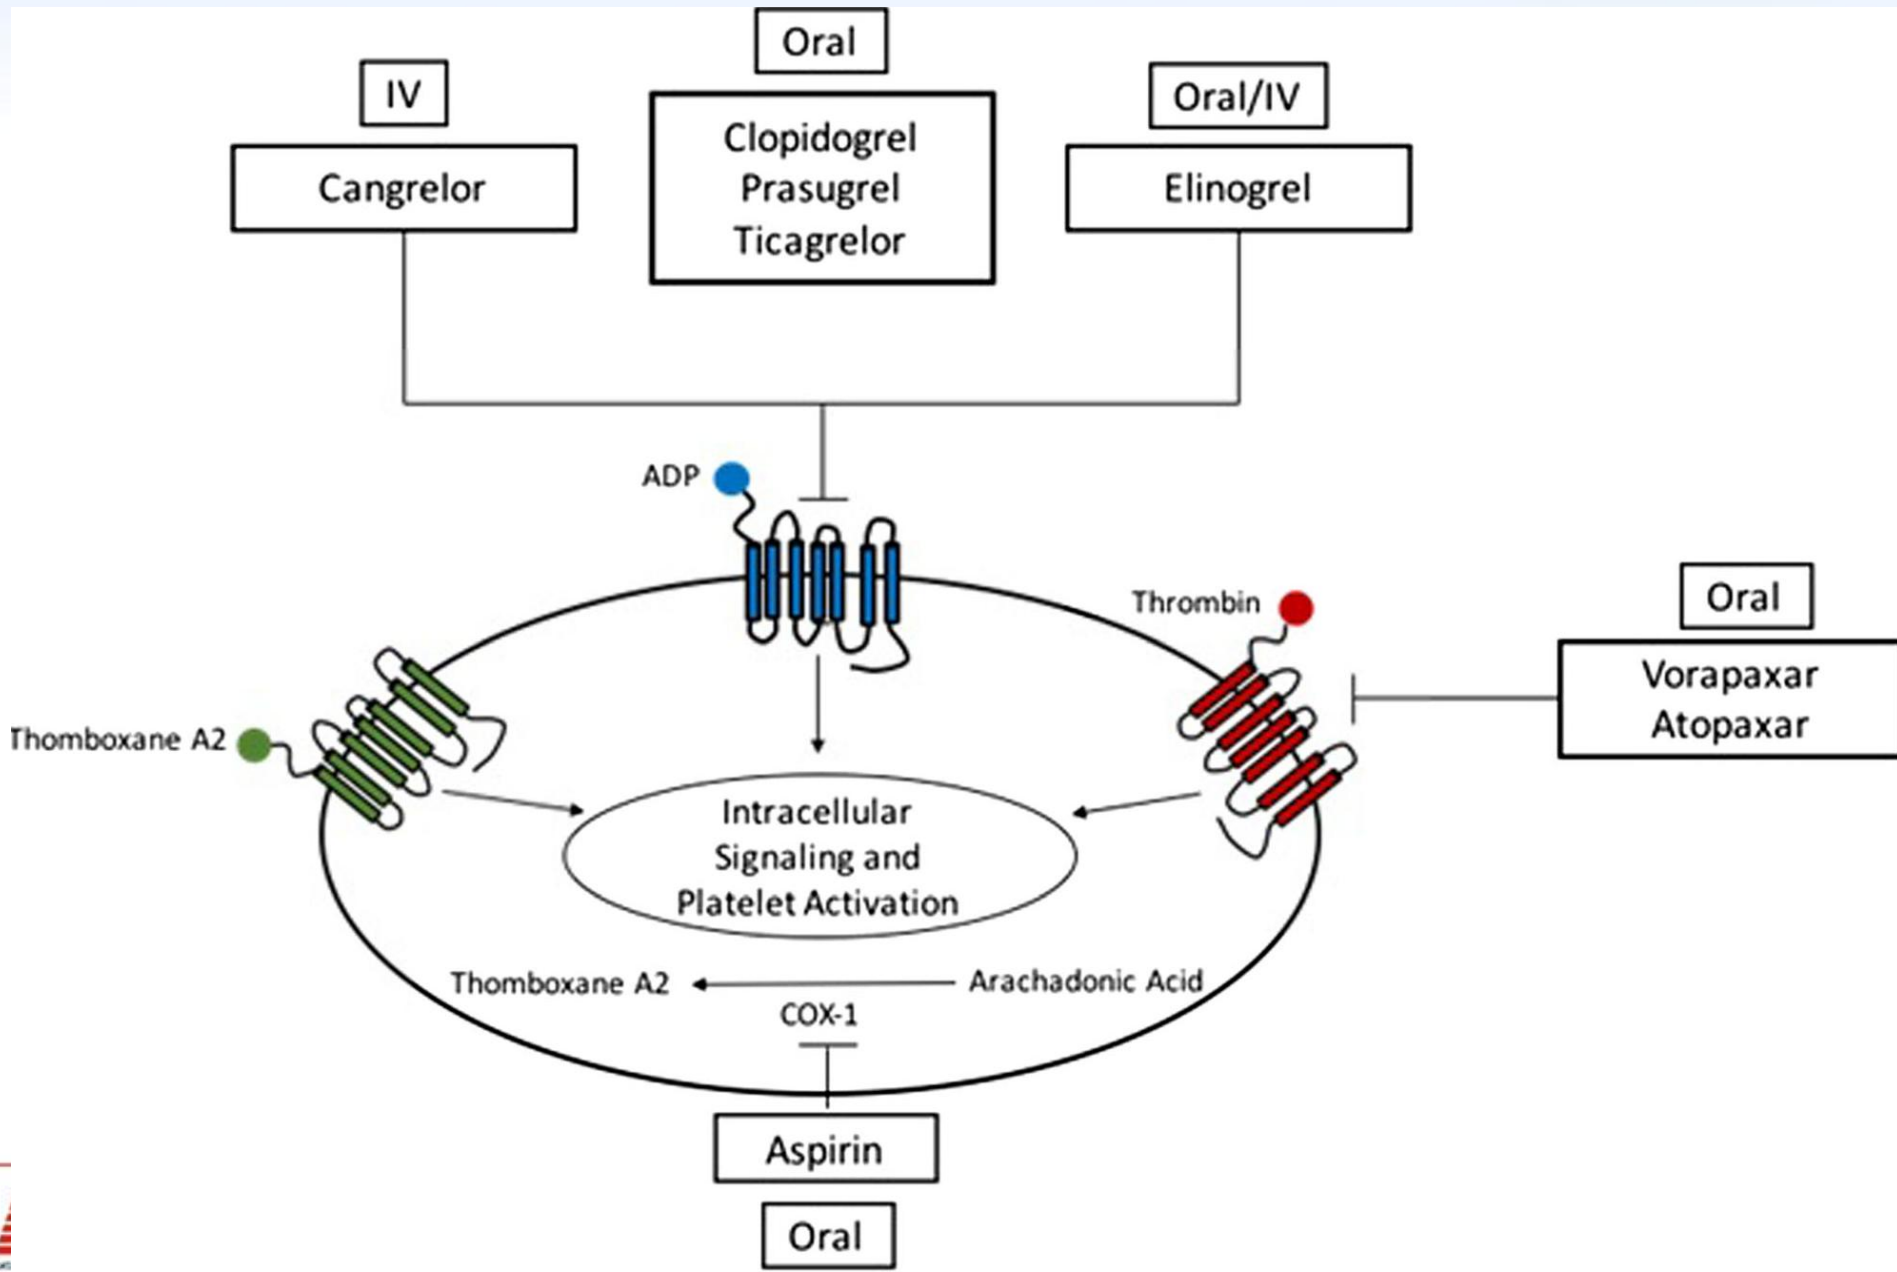 Oral
IV
Oral/IV
Cangrelor
Clopidogrel
Prasugrel
Ticagrelor
Elinogrel
ADP
Thrombin
Oral
Vorapaxar
Atopaxar
Thomboxane A2
Intracellular
Signaling and
Platelet Activation
Thomboxane A2
Arachadonic Acid
COX-1
Aspirin
Oral